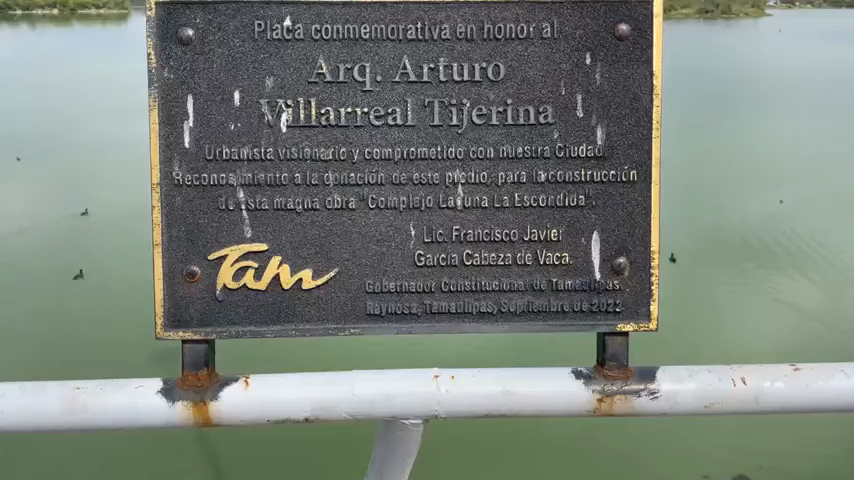 Placa conmemorativa en honor al
Arq. Arturo
Villarreal Tijerina
Urbanista visionario y comprometido con nuestra Ciudad
Reconocimiento a la donación de este predio, para la construcción
de esta magna obra "Complejo Laguna La Escondida".
Lic. Francisco Javier
García Cabeza de Vaca.
Tam
Gobernador Constitucional de Tamaulipas.
Reynosa, Tamaulipas, Septiembre de 2022